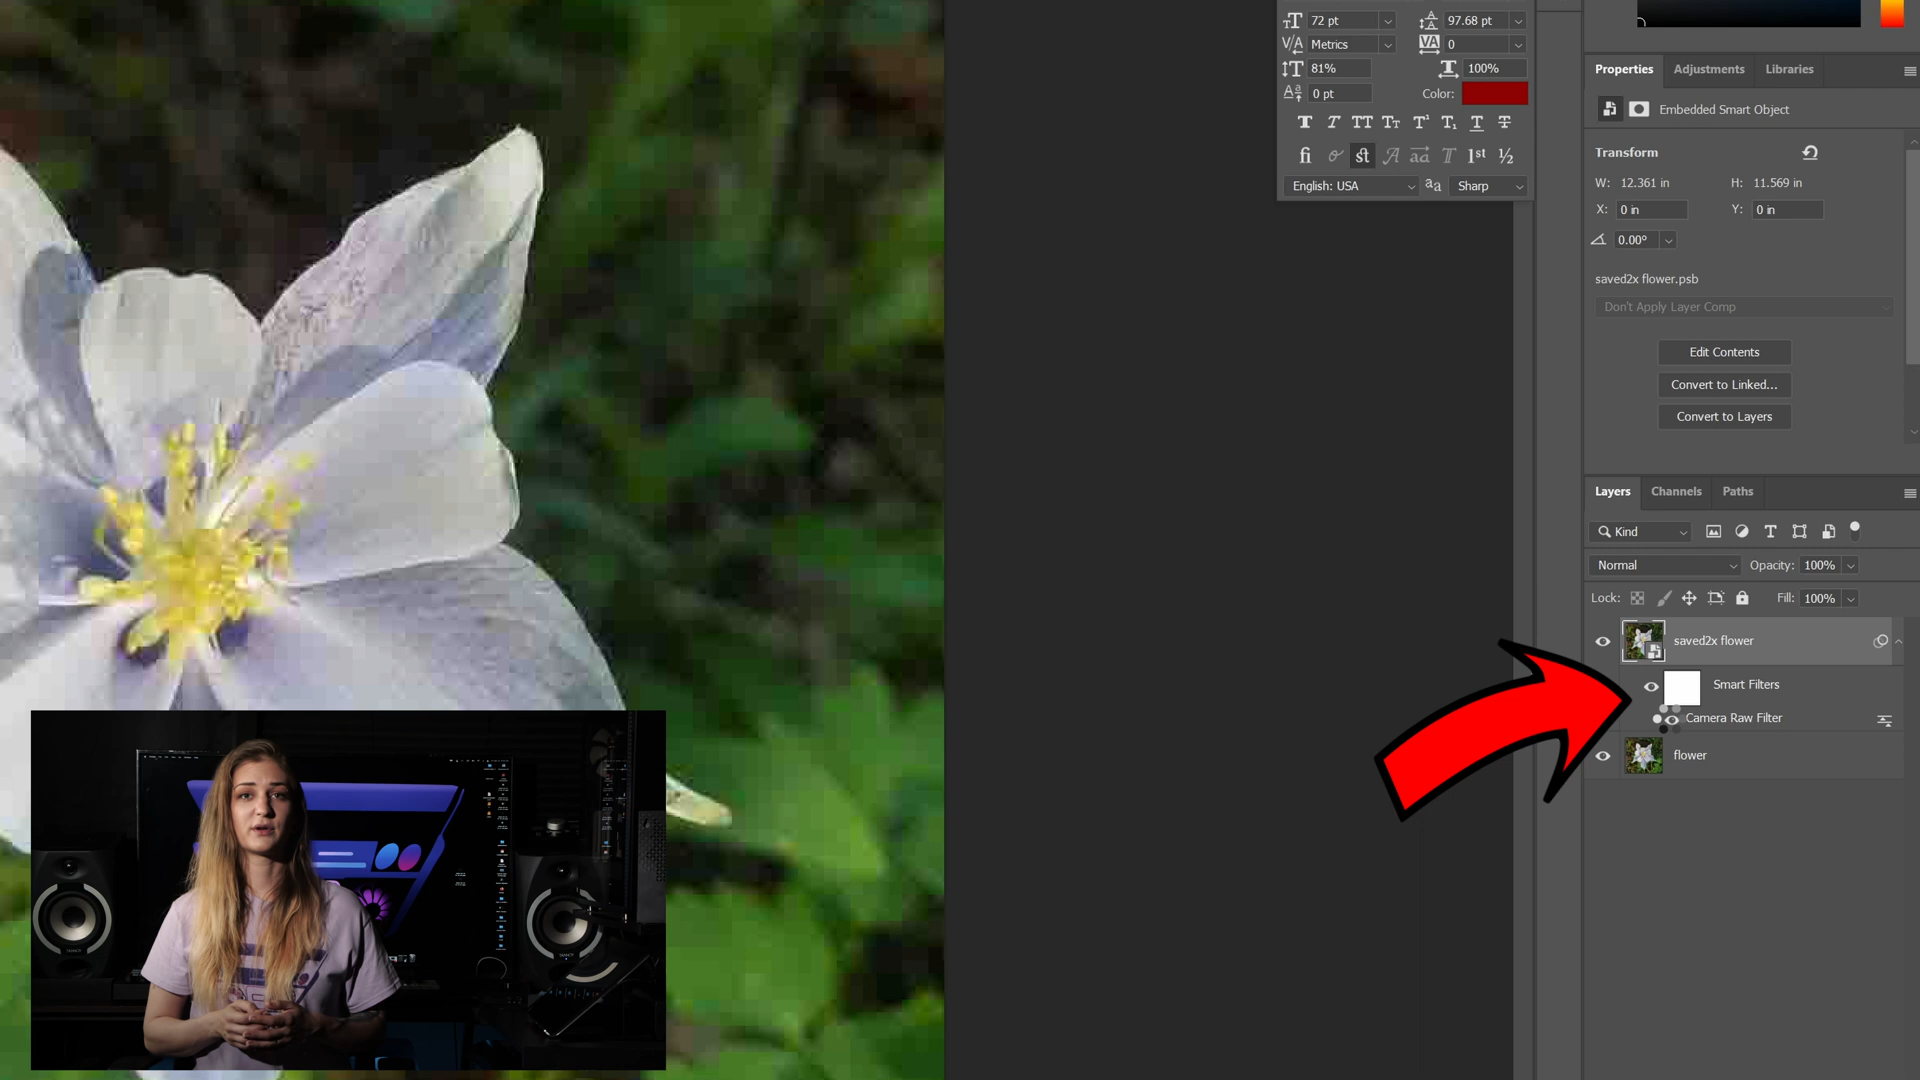 72 pt
97.68 pt
Metrics
0
81%
100%
0 pt
Color:
English: USA
Sharp
Properties
Adjustments
Libraries
Embedded Smart Object
Transform
W: 12.361 in
H: 11.569 in
X: 0 in
Y: 0 in
0.00°
saved2x flower.psb
Don't Apply Layer Comp
Edit Contents
Convert to Linked...
Convert to Layers
Layers
Channels
Paths
Kind
Normal
Opacity: 100%
Lock:
Fill: 100%
saved2x flower
Smart Filters
Camera Raw Filter
flower